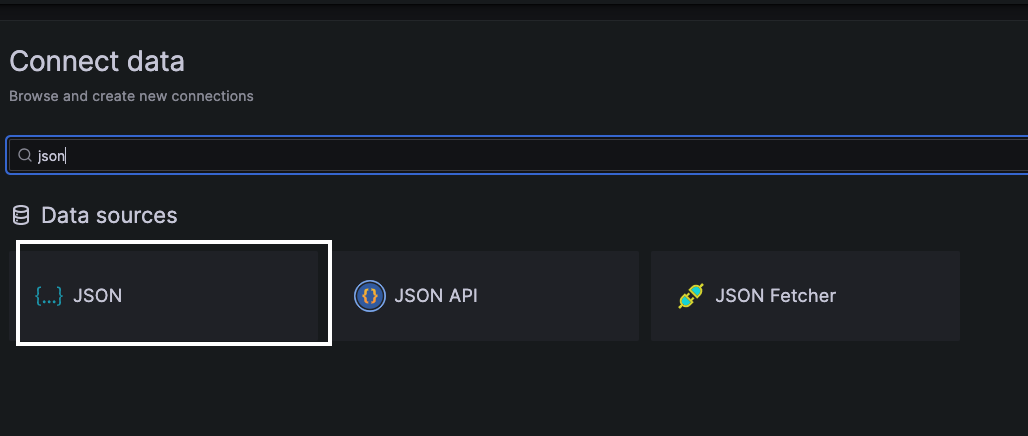 Connect data
Browse and create new connections
json
Data sources
{...} JSON
{} JSON API
JSON Fetcher